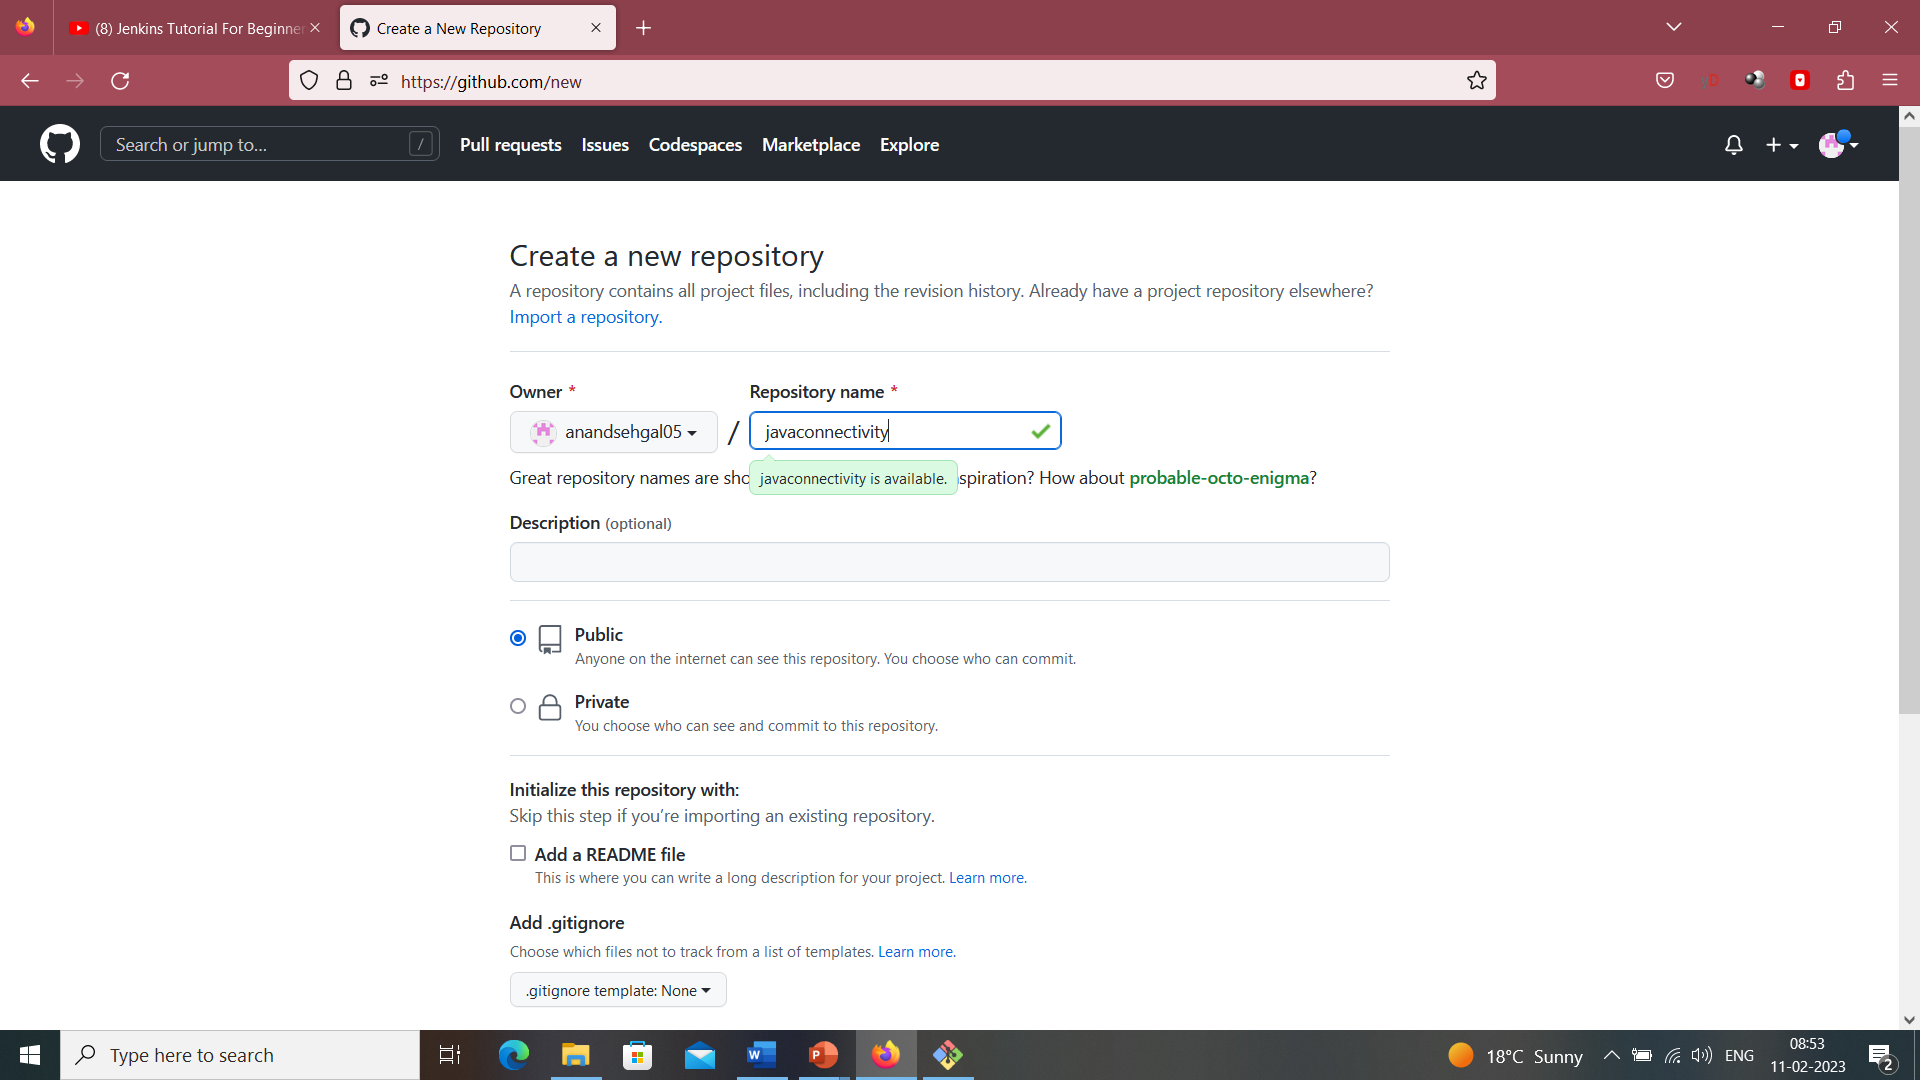 (8) Jenkins Tutorial For Beginner
Create a New Repository
https://github.com/new
Search or jump to...
/
Pull requests
Issues
Codespaces
Marketplace
Explore
Create a new repository
A repository contains all project files, including the revision history. Already have a project repository elsewhere?
Import a repository.
Owner *
Repository name *
anandsehgal05
/
javaconnectivity
Great repository names are sho
javaconnectivity is available.
spiration? How about probable-octo-enigma?
Description (optional)
Public
Anyone on the internet can see this repository. You choose who can commit.
Private
You choose who can see and commit to this repository.
Initialize this repository with:
Skip this step if you're importing an existing repository.
Add a README file
This is where you can write a long description for your project. Learn more.
Add .gitignore
Choose which files not to track from a list of templates. Learn more.
.gitignore template: None
Type here to search
18°C Sunny
ENG
08:53
11-02-2023
2